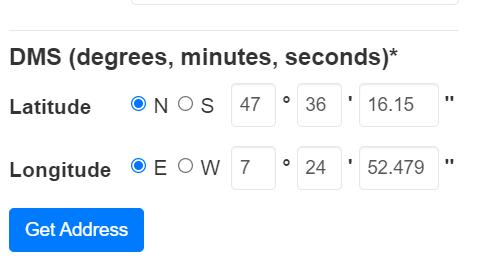 DMS (degrees, minutes, seconds)*
Latitude N S 47 ° 36 ' 16.15 "
Longitude E W 7 ° 24 ' 52.479 "
Get Address